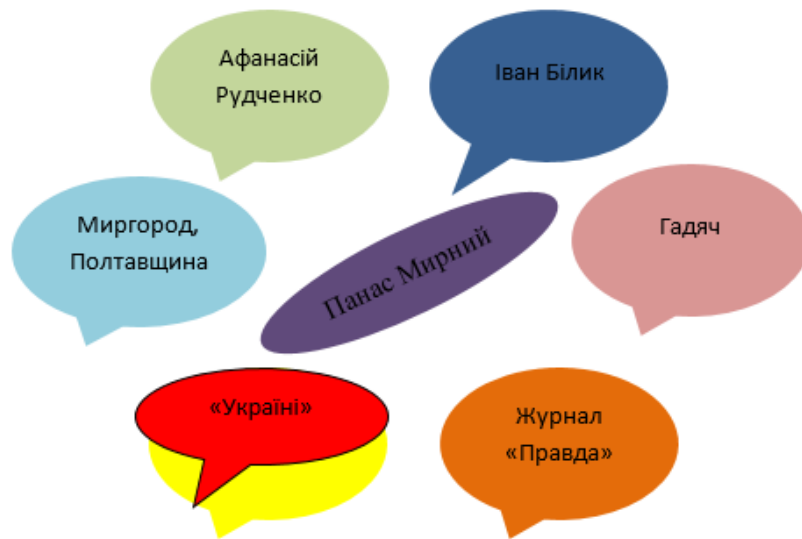 Афанасій
Рудченко
Іван Білик
Миргород,
Полтавщина
Панас Мирний
Гадяч
«Україні»
Журнал
«Правда»